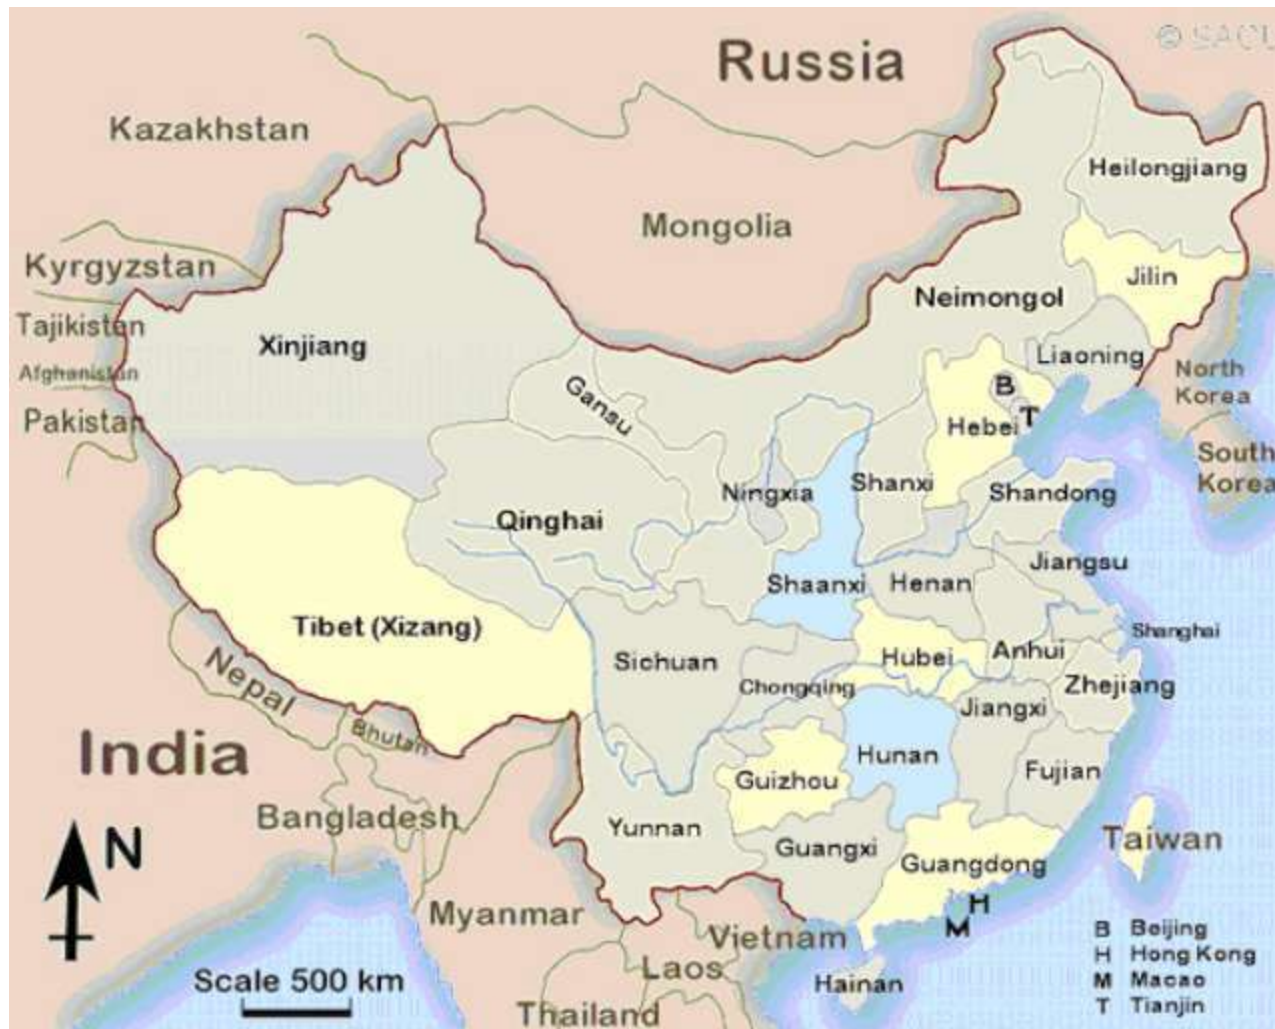 © SACU
Russia
Kazakhstan
Heilongjiang
Mongolia
Kyrgyzstan
Jilin
Neimongol
Tajikistan
Xinjiang
Liaoning
Afghanistan
North
Korea
B
Gansu
Pakistan
Hebei
T
South
Korea
Ningxia
Shanxi
Shandong
Qinghai
Jiangsu
Shaanxi
Henan
Tibet (Xizang)
Shanghai
Anhui
Hubei
Sichuan
Nepal
Chongqing
Zhejiang
Jiangxi
Bhutan
India
Hunan
Fujian
Guizhou
Bangladesh
Yunnan
Taiwan
N
Guangxi
Guangdong
H
M
Myanmar
Vietnam
B Beijing
H Hong Kong
Laos
Scale 500 km
Hainan
M Macao
T Tianjin
Thailand